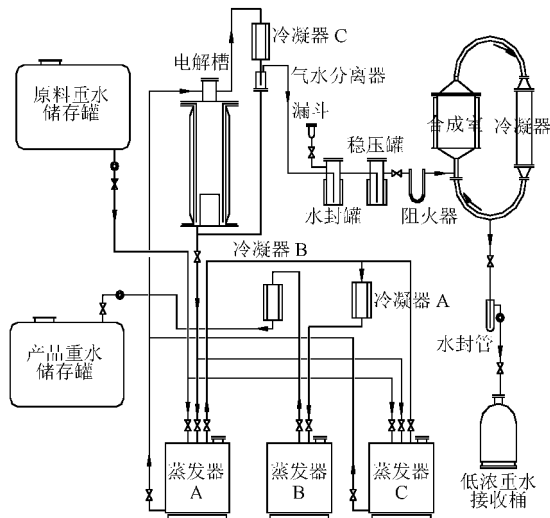 冷凝器 C
电解槽
气水分离器
原料重水
储存罐
漏斗
稳压罐
合成室
冷凝器
水封罐
阻火器
冷凝器 B
冷凝器 A
产品重水
储存罐
水封管
蒸发器
A
蒸发器
B
蒸发器
C
低浓重水
接收桶